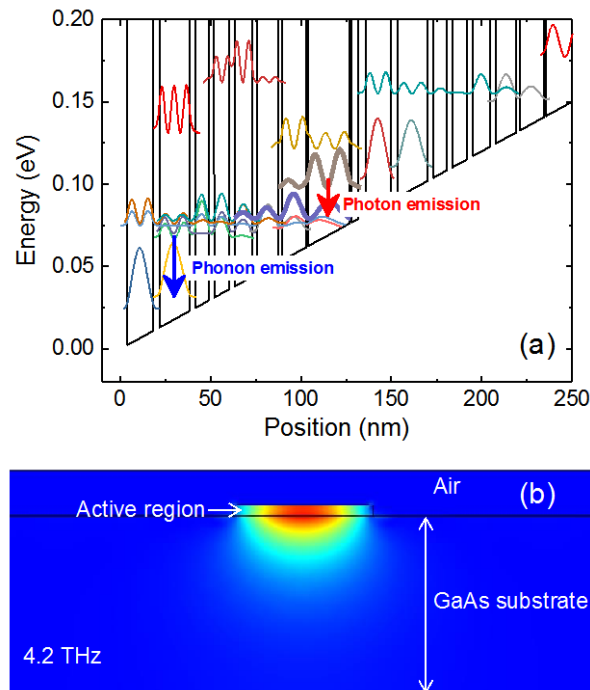 0.20
0.15
0.10
0.05
0.00
Energy (eV)
Photon emission
Phonon emission
(a)
0 50 100 150 200 250
Position (nm)
Air
(b)
Active region
GaAs substrate
4.2 THz